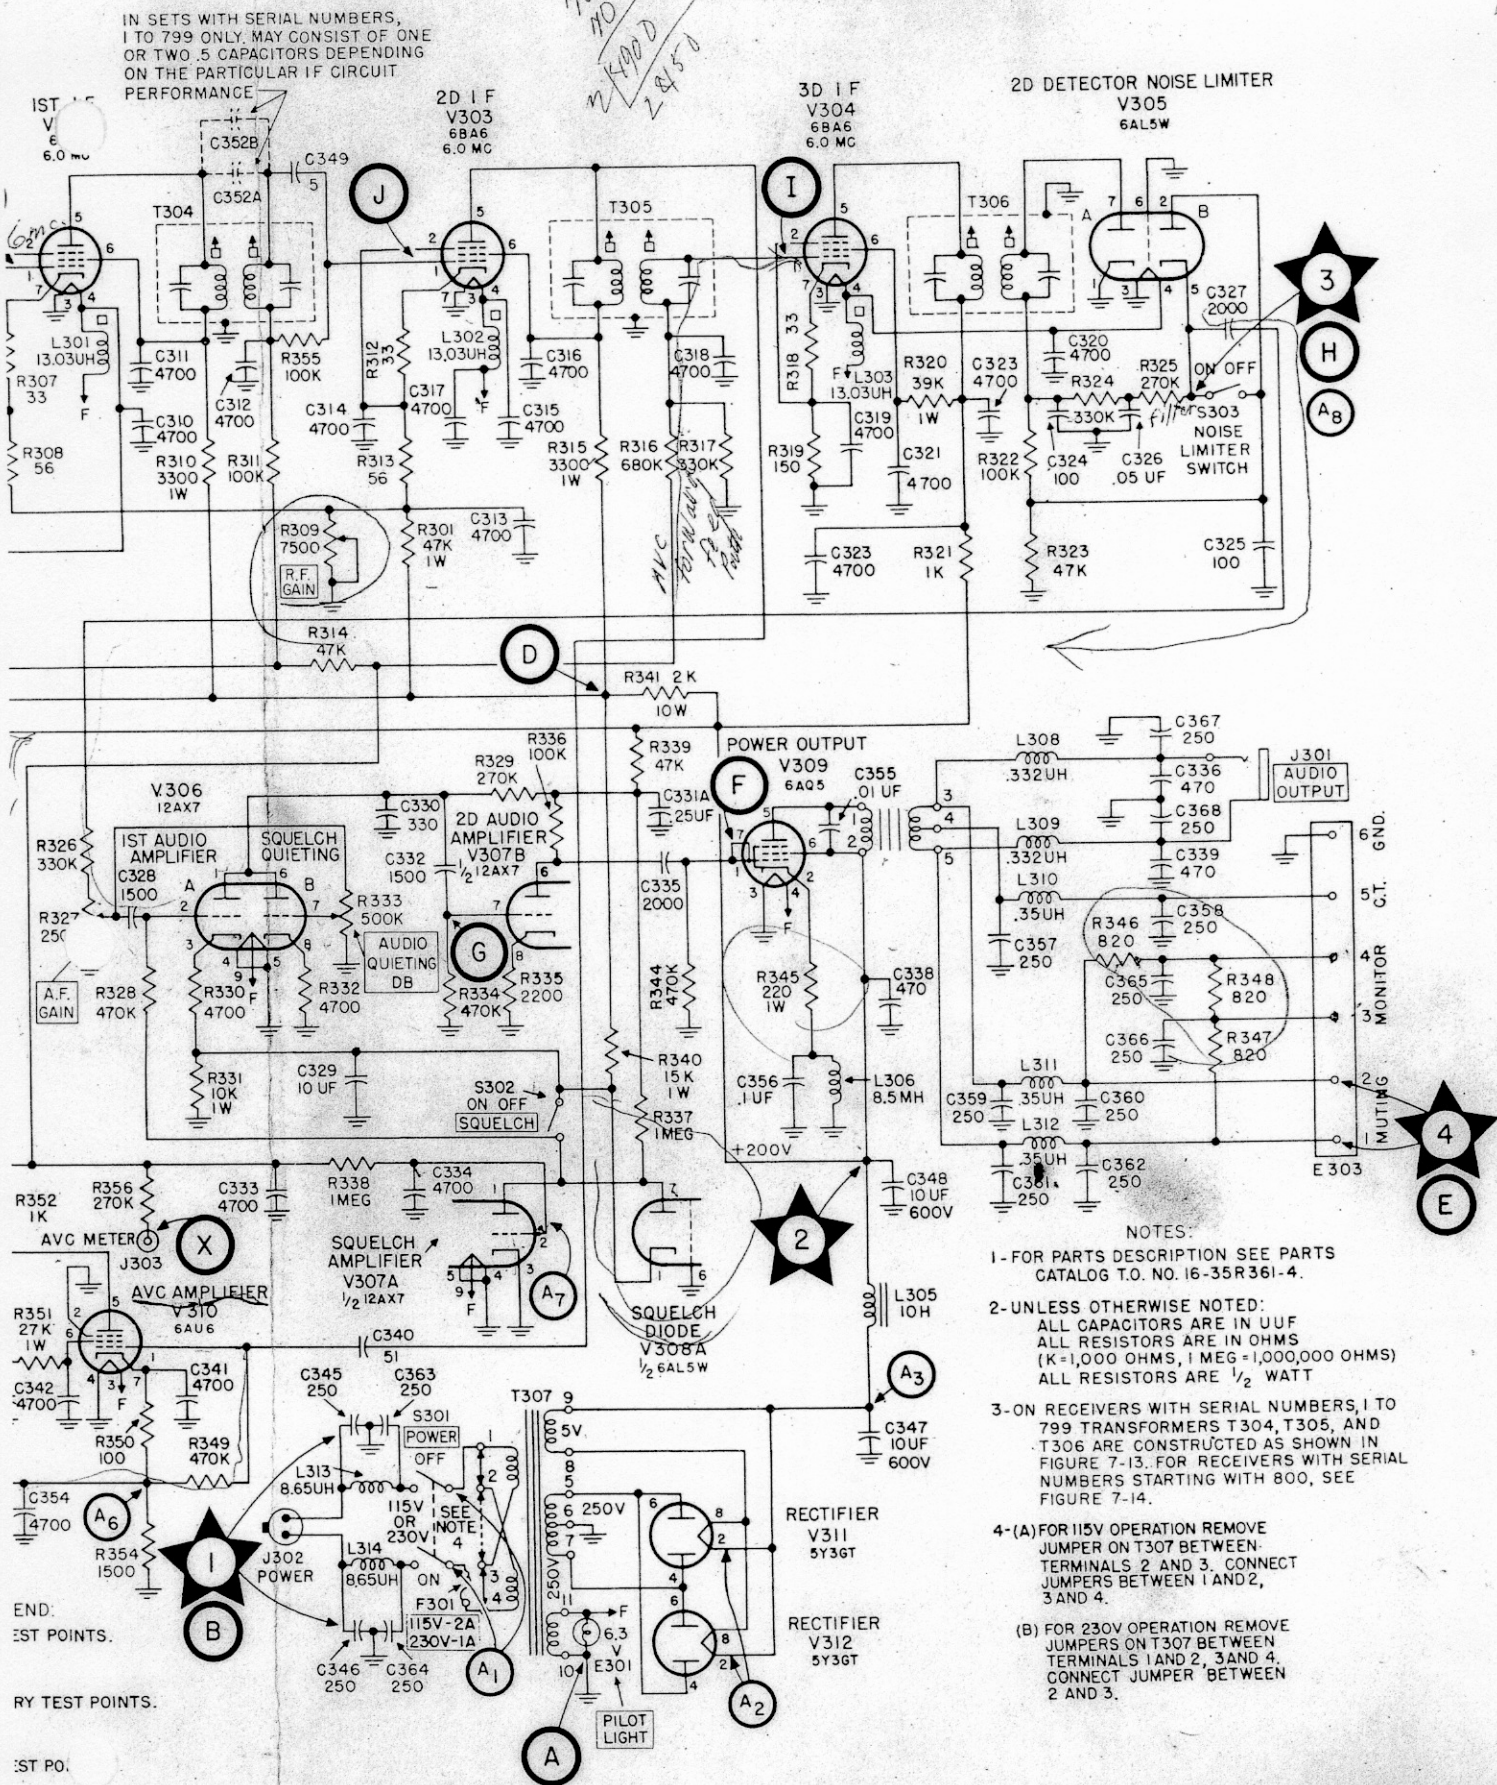 IN SETS WITH SERIAL NUMBERS,
1 TO 799 ONLY, MAY CONSIST OF ONE
OR TWO .5 CAPACITORS DEPENDING
ON THE PARTICULAR IF CIRCUIT
PERFORMANCE
NO
2D IF
V303
6BA6
6.0 MC
3D IF
V304
6BA6
6.0 MC
2D DETECTOR NOISE LIMITER
V305
6AL5W
1ST
6.0
C352B
C352A
C349
5
J
I
T304
T305
T306
A
B
3
H
A8
L301
13.03UH
C311
4700
R307
33
C310
4700
R308
56
C312
4700
R355
100K
R310
3300
1W
R311
100K
R312
33
L302
13.03UH
C317
4700
C314
4700
C315
4700
C316
4700
R313
56
R315
3300
1W
R316
680K
R317
330K
C318
4700
R318
33
L303
13.03UH
C319
4700
R319
150
R320
39K
1W
C321
4700
C323
4700
C320
4700
R322
100K
R324
330K
C324
100
C326
.05 UF
R325
270K
filter
C327
2000
ON OFF
S303
NOISE
LIMITER
SWITCH
R309
7500
R.F.
GAIN
R301
47K
1W
C313
4700
AVC
forward
C323
4700
R321
1K
R323
47K
C325
100
R314
47K
D
R341 2K
10W
V306
12AX7
R326
330K
R327
A.F.
GAIN
1ST AUDIO
AMPLIFIER
C328
1500
SQUELCH
QUIETING
A
B
R333
500K
AUDIO
QUIETING
DB
R328
470K
R330
4700
R332
4700
R331
10K
1W
C329
10 UF
C330
330
R329
270K
R336
100K
2D AUDIO
AMPLIFIER
V307B
1/2 12AX7
C332
1500
G
R334
470K
R335
2200
R339
47K
C331A
.25UF
C335
2000
R344
470K
POWER OUTPUT
V309
6AQ5
F
C355
.01 UF
R345
220
1W
C338
470
C356
.1UF
L306
8.5MH
L308
.332UH
L309
.332UH
L310
.35UH
L311
.35UH
L312
.35UH
C367
250
C336
470
C368
250
C339
470
J301
AUDIO
OUTPUT
C358
250
C357
250
R346
820
C365
250
R348
820
C366
250
R347
820
C359
250
C360
250
C361
250
C362
250
6 GND.
5 C.T.
4
MONITOR
3
2
MUTING
1
E303
4
E
R340
15K
1W
R337
1MEG
S302
ON OFF
SQUELCH
+200V
2
C348
10 UF
600V
L305
10H
A3
C347
10UF
600V
R352
1K
R356
270K
AVC METER
J303
X
C333
4700
R338
1MEG
C334
4700
SQUELCH
AMPLIFIER
V307A
1/2 12AX7
A7
SQUELCH
DIODE
V308A
1/2 6AL5W
AVC AMPLIFIER
V310
6AU6
R351
27K
1W
C342
4700
C341
4700
R350
100
R349
470K
C340
51
C354
4700
A6
R354
1500
1
B
J302
POWER
C345
250
C363
250
L313
8.65UH
L314
8.65UH
C346
250
C364
250
S301
POWER
OFF
115V
OR
230V
SEE
NOTE
4
ON
F301
115V-2A
230V-1A
A1
T307
5V
250V
250V
6.3
V
E301
PILOT
LIGHT
A
A2
RECTIFIER
V311
5Y3GT
RECTIFIER
V312
5Y3GT
END:
EST POINTS.
RY TEST POINTS.
NOTES:
1-FOR PARTS DESCRIPTION SEE PARTS
CATALOG T.O. NO. 16-35R361-4.
2-UNLESS OTHERWISE NOTED:
ALL CAPACITORS ARE IN UUF
ALL RESISTORS ARE IN OHMS
(K=1,000 OHMS, 1 MEG=1,000,000 OHMS)
ALL RESISTORS ARE 1/2 WATT
3-ON RECEIVERS WITH SERIAL NUMBERS, 1 TO
799 TRANSFORMERS T304, T305, AND
T306 ARE CONSTRUCTED AS SHOWN IN
FIGURE 7-13. FOR RECEIVERS WITH SERIAL
NUMBERS STARTING WITH 800, SEE
FIGURE 7-14.
4-(A) FOR 115V OPERATION REMOVE
JUMPER ON T307 BETWEEN
TERMINALS 2 AND 3. CONNECT
JUMPERS BETWEEN 1 AND 2,
3 AND 4.
(B) FOR 230V OPERATION REMOVE
JUMPERS ON T307 BETWEEN
TERMINALS 1 AND 2, 3 AND 4.
CONNECT JUMPER BETWEEN
2 AND 3.